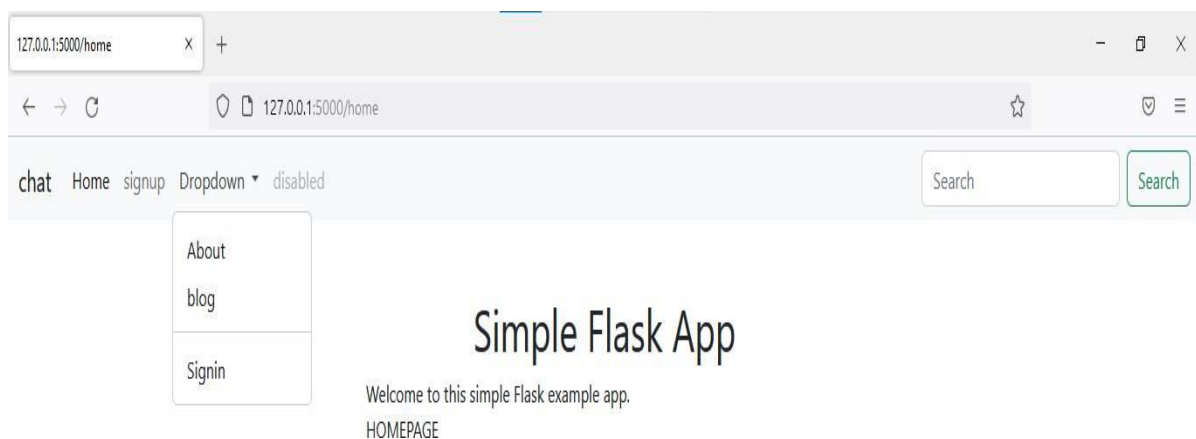 127.0.0.1:5000/home
127.0.0.1:5000/home
chat Home signup Dropdown disabled Search Search
About
blog
Signin
Simple Flask App
Welcome to this simple Flask example app.
HOMEPAGE